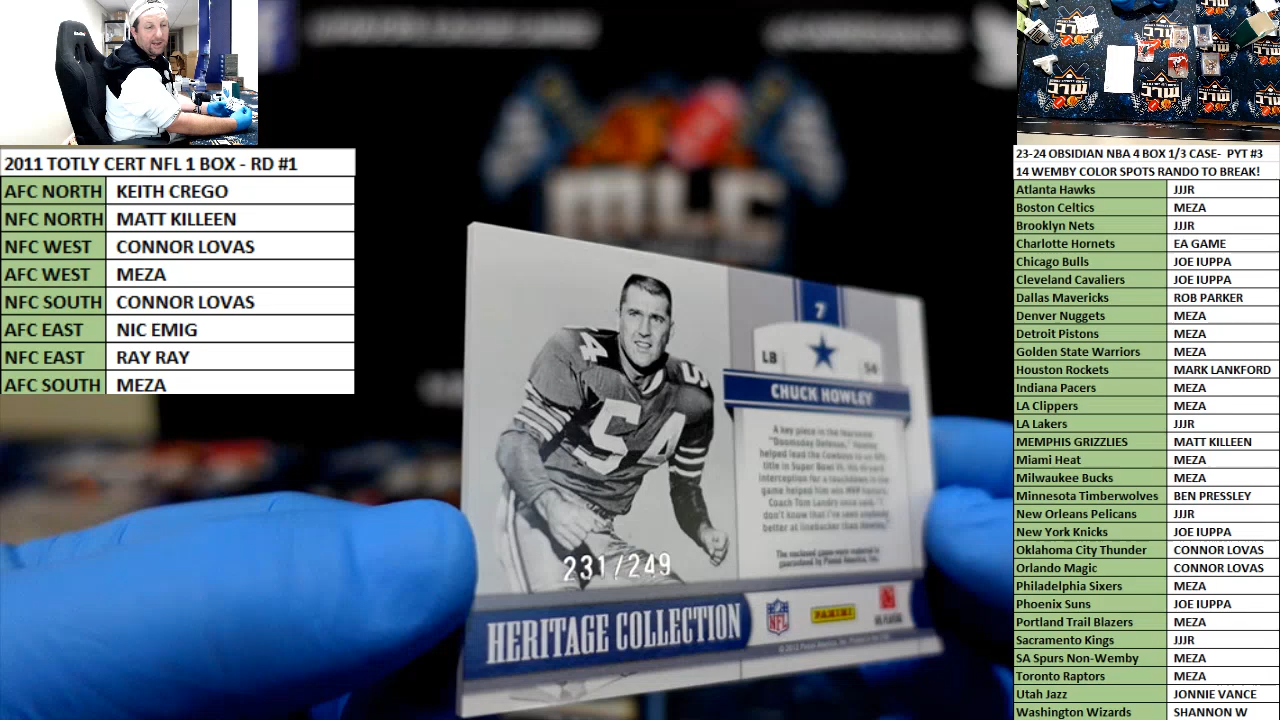 2011 TOTLY CERT NFL 1 BOX - RD #1
AFC NORTH KEITH CREGO
NFC NORTH MATT KILLEEN
NFC WEST CONNOR LOVAS
AFC WEST MEZA
NFC SOUTH CONNOR LOVAS
AFC EAST NIC EMIG
NFC EAST RAY RAY
AFC SOUTH MEZA
MLC
7
LB
54
CHUCK HOWLEY
54
231/249
HERITAGE COLLECTION
NFL
PANINI
23-24 OBSIDIAN NBA 4 BOX 1/3 CASE- PYT #3
14 WEMBY COLOR SPOTS RANDO TO BREAK!
Atlanta Hawks JJJR
Boston Celtics MEZA
Brooklyn Nets JJJR
Charlotte Hornets EA GAME
Chicago Bulls JOE IUPPA
Cleveland Cavaliers JOE IUPPA
Dallas Mavericks ROB PARKER
Denver Nuggets MEZA
Detroit Pistons MEZA
Golden State Warriors MEZA
Houston Rockets MARK LANKFORD
Indiana Pacers MEZA
LA Clippers MEZA
LA Lakers JJJR
MEMPHIS GRIZZLIES MATT KILLEEN
Miami Heat MEZA
Milwaukee Bucks MEZA
Minnesota Timberwolves BEN PRESSLEY
New Orleans Pelicans JJJR
New York Knicks JOE IUPPA
Oklahoma City Thunder CONNOR LOVAS
Orlando Magic CONNOR LOVAS
Philadelphia Sixers MEZA
Phoenix Suns JOE IUPPA
Portland Trail Blazers MEZA
Sacramento Kings JJJR
SA Spurs Non-Wemby MEZA
Toronto Raptors MEZA
Utah Jazz JONNIE VANCE
Washington Wizards SHANNON W